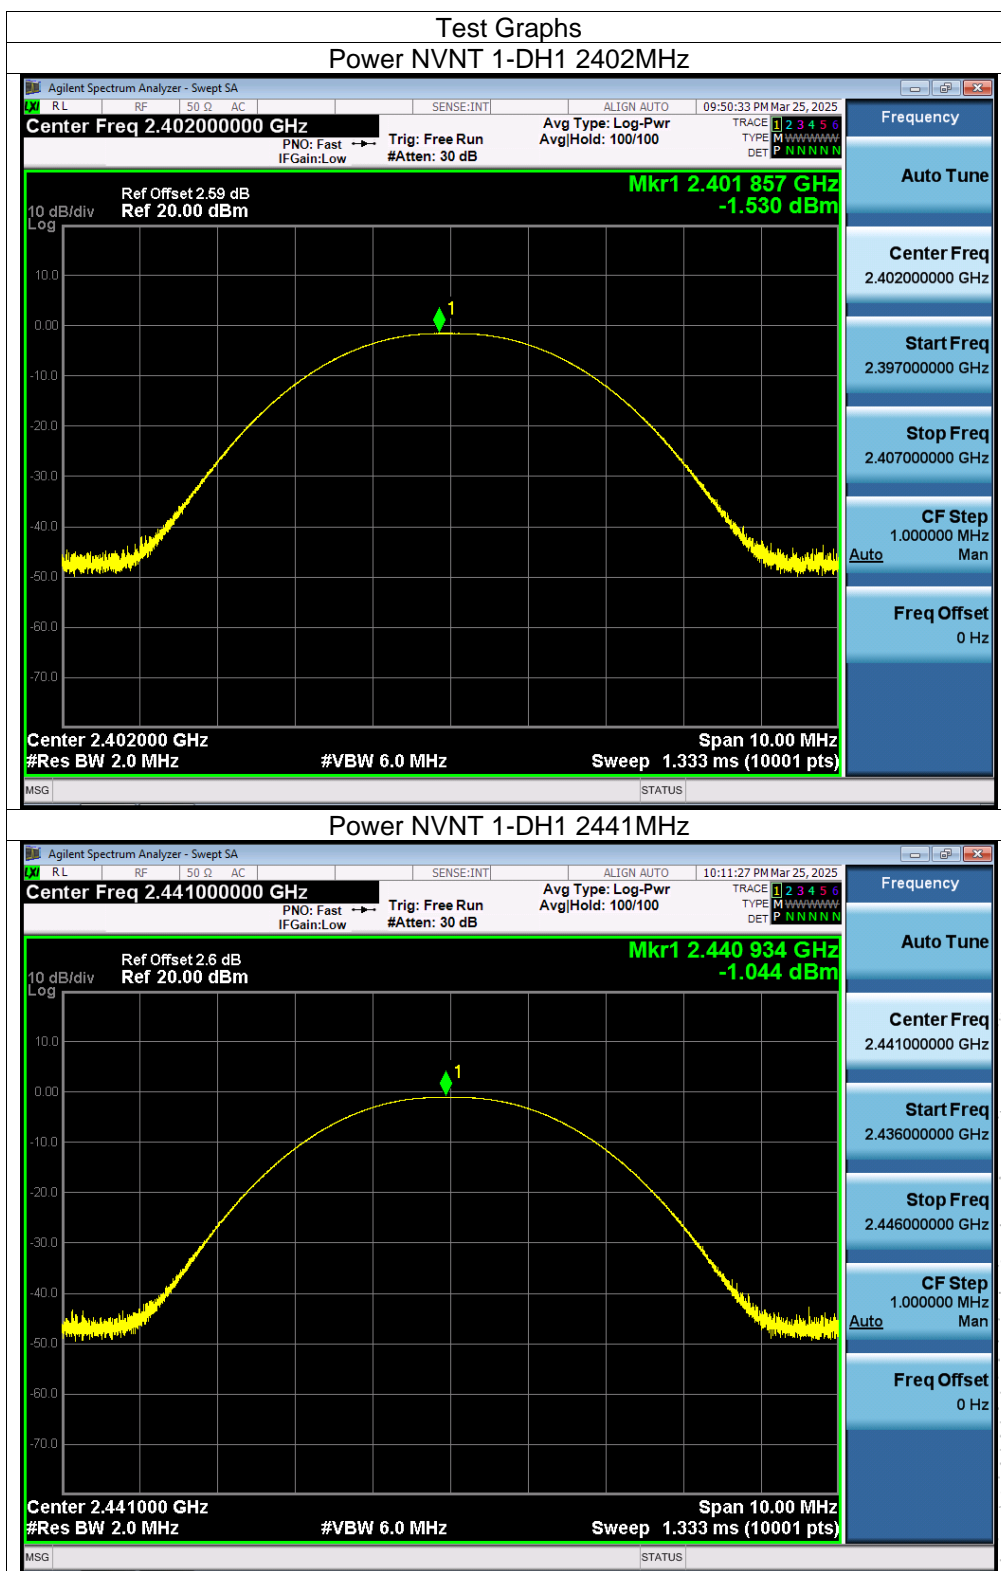 Test Graphs
Power NVNT 1-DH1 2402MHz
Agilent Spectrum Analyzer - Swept SA
LXI RL RF 50 Ω AC SENSE:INT ALIGN AUTO 09:50:33 PM Mar 25, 2025
Center Freq 2.402000000 GHz
PNO: Fast
IFGain:Low
Trig: Free Run
#Atten: 30 dB
Avg Type: Log-Pwr
Avg|Hold: 100/100
TRACE 1 2 3 4 5 6
TYPE M WWWWW
DET P N N N N N
Frequency
Auto Tune
Center Freq
2.402000000 GHz
Start Freq
2.397000000 GHz
Stop Freq
2.407000000 GHz
CF Step
1.000000 MHz
Auto Man
Freq Offset
0 Hz
Mkr1 2.401 857 GHz
-1.530 dBm
Ref Offset 2.59 dB
10 dB/div Ref 20.00 dBm
Log
1
10.0
0.00
-10.0
-20.0
-30.0
-40.0
-50.0
-60.0
-70.0
Center 2.402000 GHz Span 10.00 MHz
#Res BW 2.0 MHz #VBW 6.0 MHz Sweep 1.333 ms (10001 pts)
MSG STATUS
Power NVNT 1-DH1 2441MHz
Agilent Spectrum Analyzer - Swept SA
LXI RL RF 50 Ω AC SENSE:INT ALIGN AUTO 10:11:27 PM Mar 25, 2025
Center Freq 2.441000000 GHz
PNO: Fast
IFGain:Low
Trig: Free Run
#Atten: 30 dB
Avg Type: Log-Pwr
Avg|Hold: 100/100
TRACE 1 2 3 4 5 6
TYPE M WWWWW
DET P N N N N N
Frequency
Auto Tune
Center Freq
2.441000000 GHz
Start Freq
2.436000000 GHz
Stop Freq
2.446000000 GHz
CF Step
1.000000 MHz
Auto Man
Freq Offset
0 Hz
Mkr1 2.440 934 GHz
-1.044 dBm
Ref Offset 2.6 dB
10 dB/div Ref 20.00 dBm
Log
1
10.0
0.00
-10.0
-20.0
-30.0
-40.0
-50.0
-60.0
-70.0
Center 2.441000 GHz Span 10.00 MHz
#Res BW 2.0 MHz #VBW 6.0 MHz Sweep 1.333 ms (10001 pts)
MSG STATUS